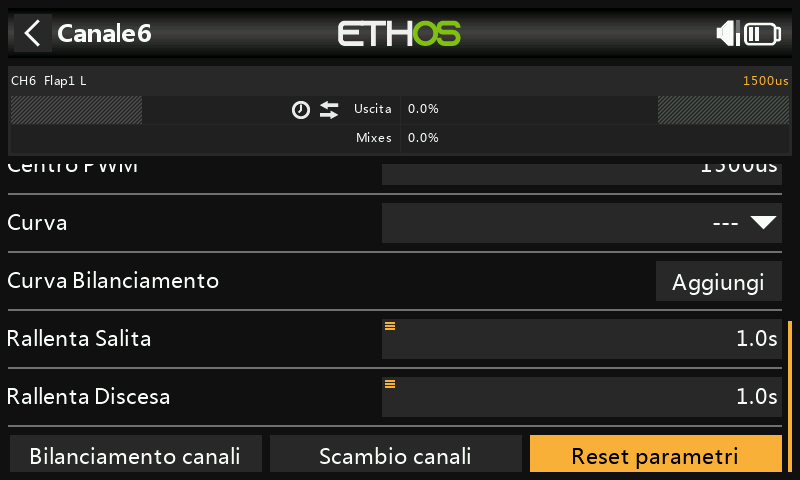 Canale6
ETHOS
CH6 Flap1 L
1500us
Uscita 0.0%
Mixes 0.0%
Centro PWM 1500us
Curva ---
Curva Bilanciamento Aggiungi
Rallenta Salita 1.0s
Rallenta Discesa 1.0s
Bilanciamento canali Scambio canali Reset parametri